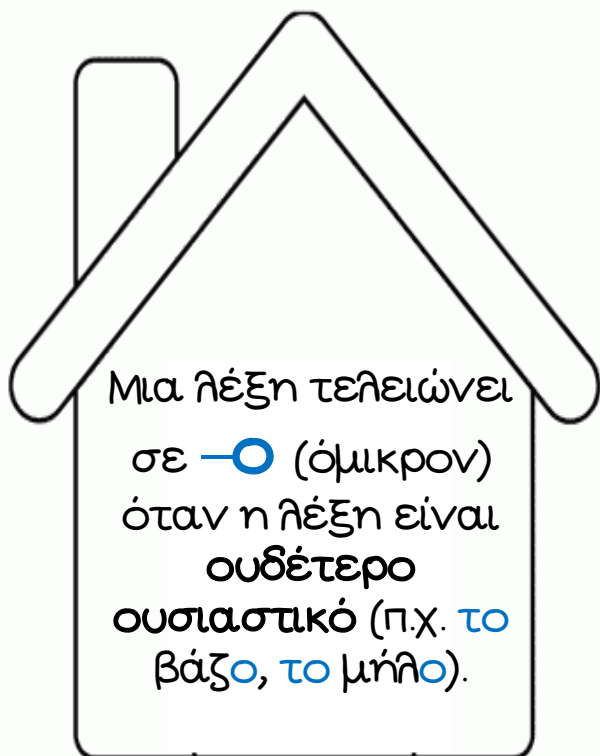 Μια λέξη τελειώνει
σε –ο (όμικρον)
όταν η λέξη είναι
ουδέτερο
ουσιαστικό (π.χ. το
βάζο, το μήλο).